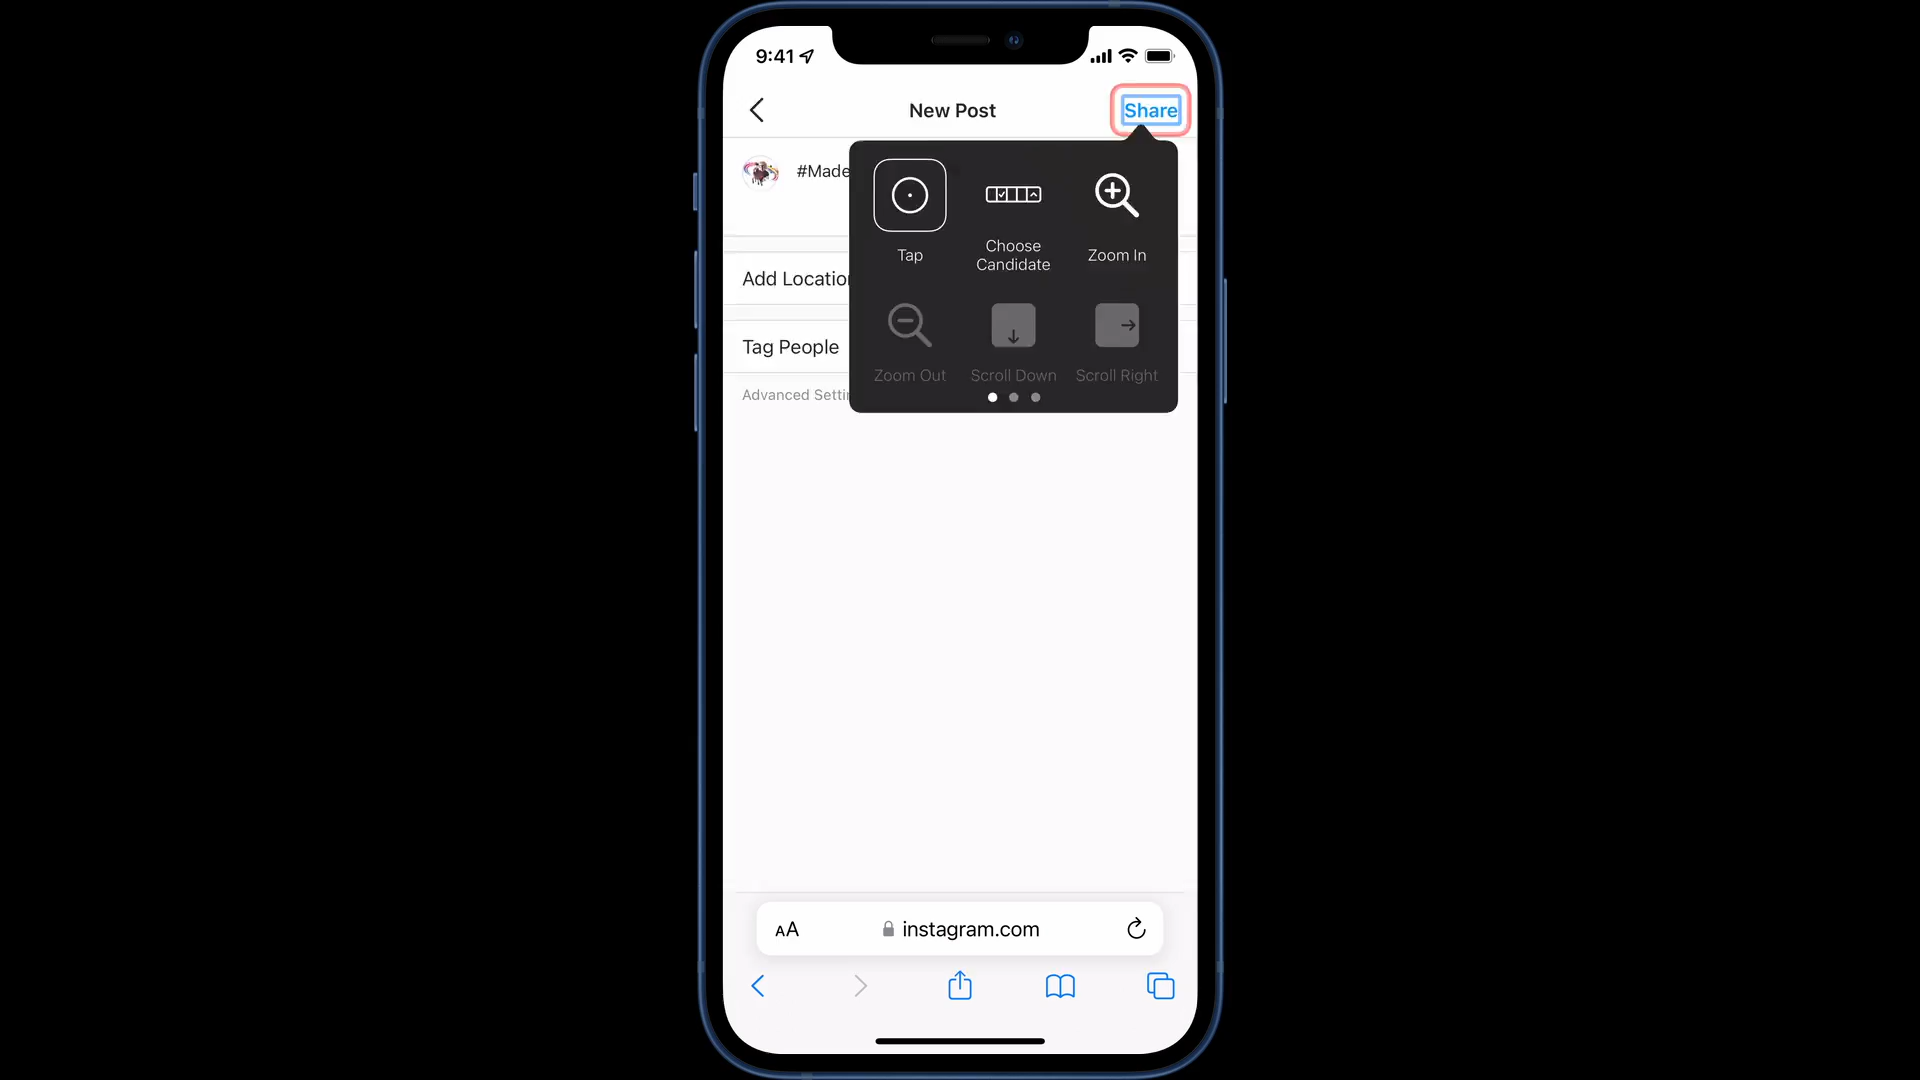 9:41
New Post
Share
#Made
Tap
Choose
Candidate
Zoom In
Add Location
Zoom Out
Scroll Down
Scroll Right
Tag People
Advanced Setti
AA
instagram.com